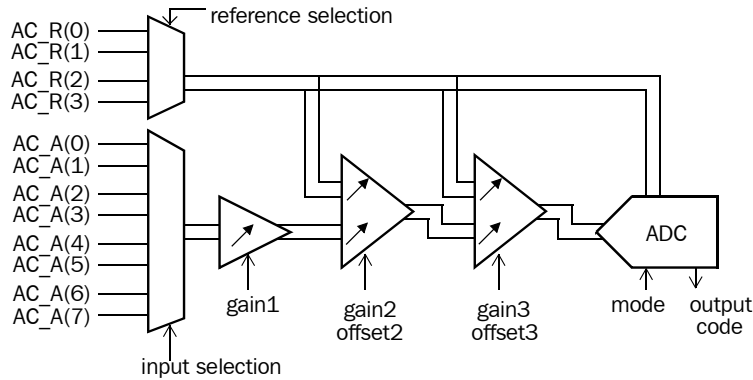 reference selection
AC_R(0)
AC_R(1)
AC_R(2)
AC_R(3)
AC_A(0)
AC_A(1)
AC_A(2)
AC_A(3)
AC_A(4)
AC_A(5)
AC_A(6)
AC_A(7)
input selection
gain1
gain2
offset2
gain3
offset3
ADC
mode
output
code